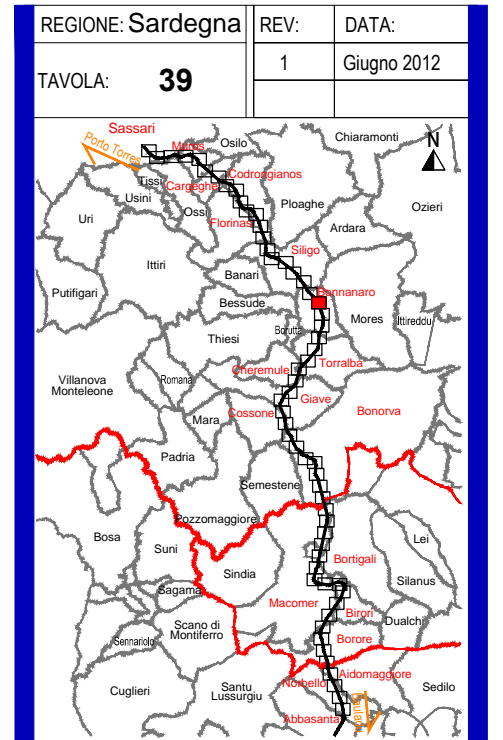 REGIONE: Sardegna
REV:
DATA:
TAVOLA: 39
1
Giugno 2012
Sassari
Porto Torres
Muros
Osilo
Chiaramonti
N
Tissi
Cargeghe
Codrongianos
Usini
Ossi
Ploaghe
Ozieri
Uri
Florinas
Ardara
Siligo
Ittiri
Banari
Putifigari
Bonnanaro
Bessude
Mores
Ittireddu
Borutta
Thiesi
Cheremule
Torralba
Villanova
Monteleone
Romana
Giave
Cossone
Bonorva
Mara
Padria
Semestene
Pozzomaggiore
Bosa
Suni
Lei
Bortigali
Sindia
Silanus
Sagama
Macomer
Birori
Dualchi
Scano di
Montiferro
Sennariolo
Borore
Aidomaggiore
Norbello
Cuglieri
Santu
Lussurgiu
Sedilo
Abbasanta